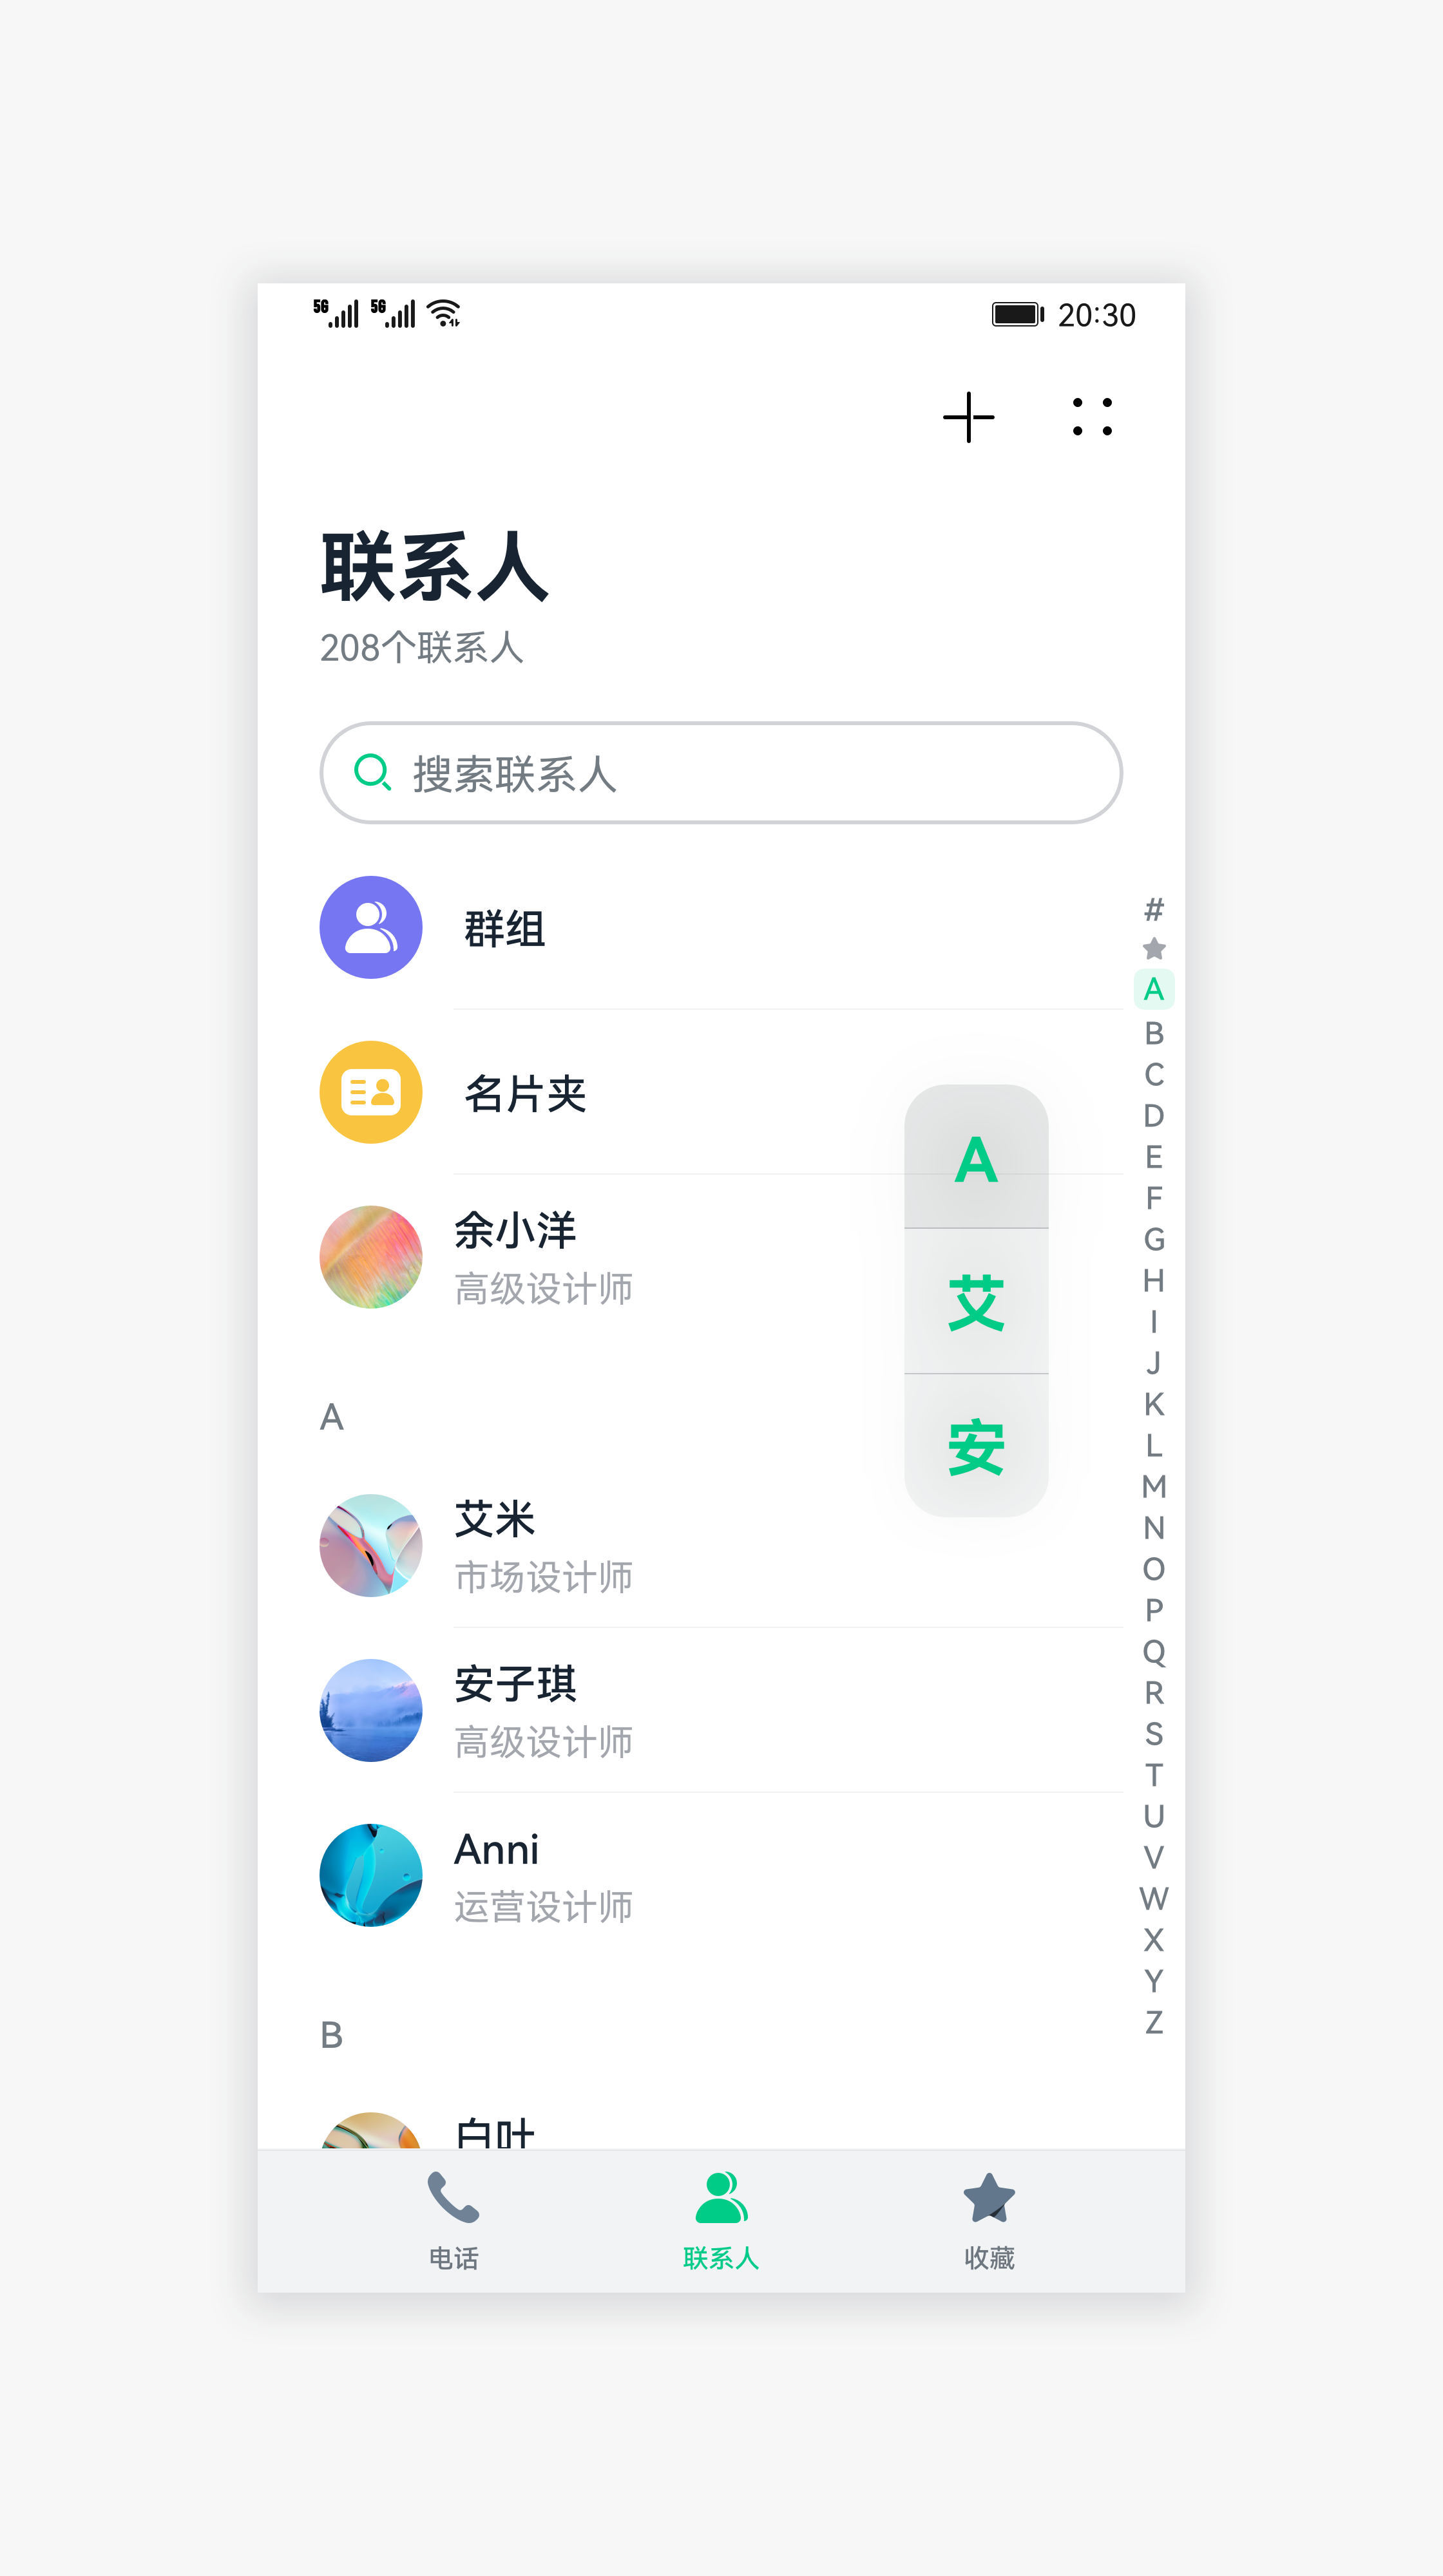 5G 5G 20:30
联系人
208个联系人
搜索联系人
群组
名片夹
余小洋
高级设计师
A
艾米
市场设计师
安子琪
高级设计师
Anni
运营设计师
B
白叶
A
艾
安
#
A
B
C
D
E
F
G
H
I
J
K
L
M
N
O
P
Q
R
S
T
U
V
W
X
Y
Z
电话 联系人 收藏